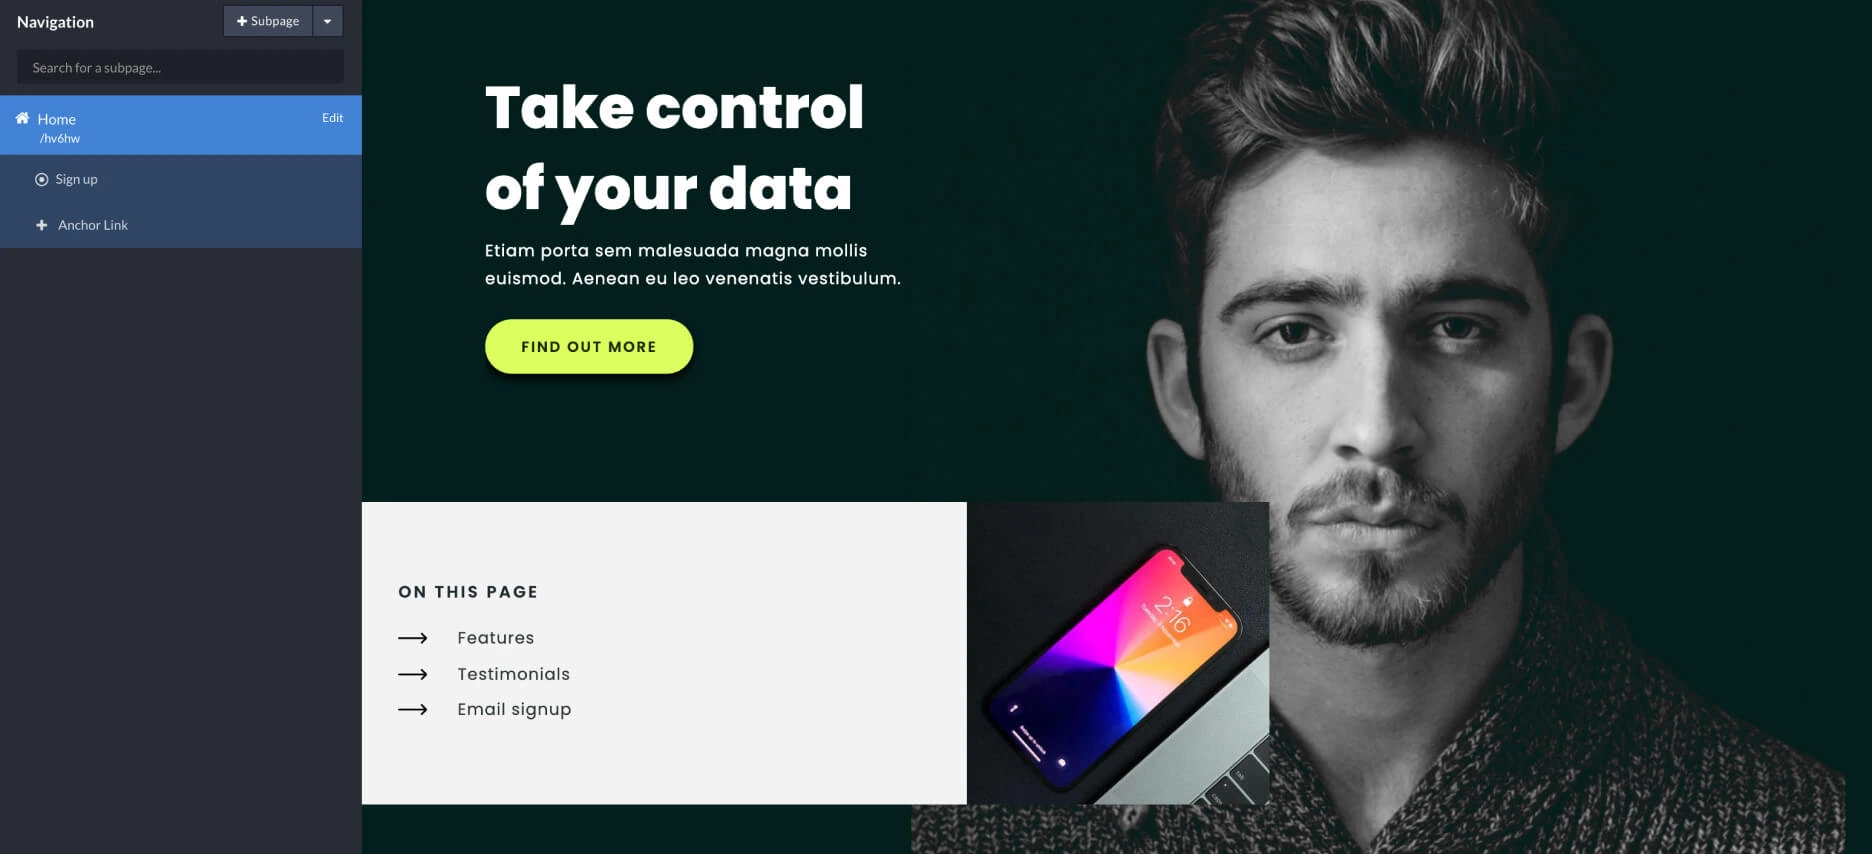 Navigation
Subpage
Search for a subpage...
Home
Edit
/hv6hw
Sign up
Anchor Link
Take control
of your data
Etiam porta sem malesuada magna mollis
euismod. Aenean eu leo venenatis vestibulum.
FIND OUT MORE
ON THIS PAGE
Features
Testimonials
Email signup
2:16
tab